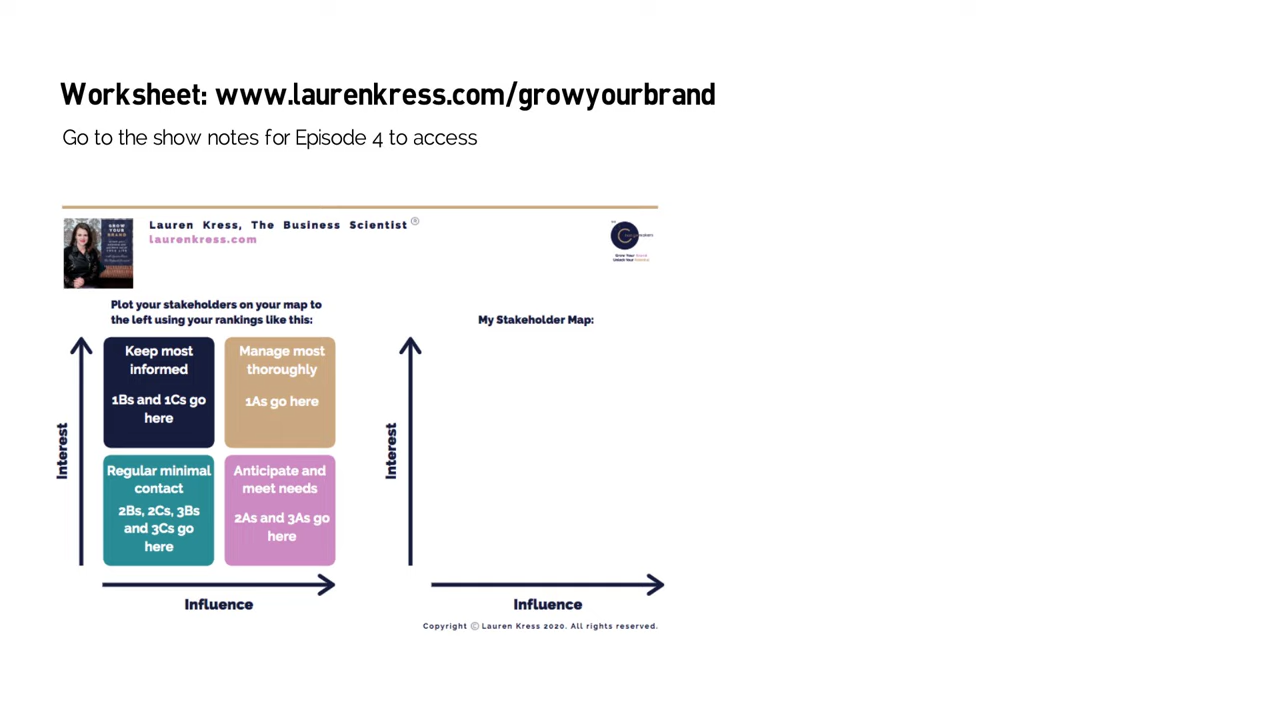 Worksheet: www.laurenkress.com/growyourbrand
Go to the show notes for Episode 4 to access
Lauren Kress, The Business Scientist ®
laurenkress.com
GROW
YOUR
BRAND
Plot your stakeholders on your map to
the left using your rankings like this:
Interest
Keep most
informed
1Bs and 1Cs go
here
Manage most
thoroughly
1As go here
Regular minimal
contact
2Bs, 2Cs, 3Bs
and 3Cs go
here
Anticipate and
meet needs
2As and 3As go
here
Influence
My Stakeholder Map:
Interest
Influence
Copyright © Lauren Kress 2020. All rights reserved.